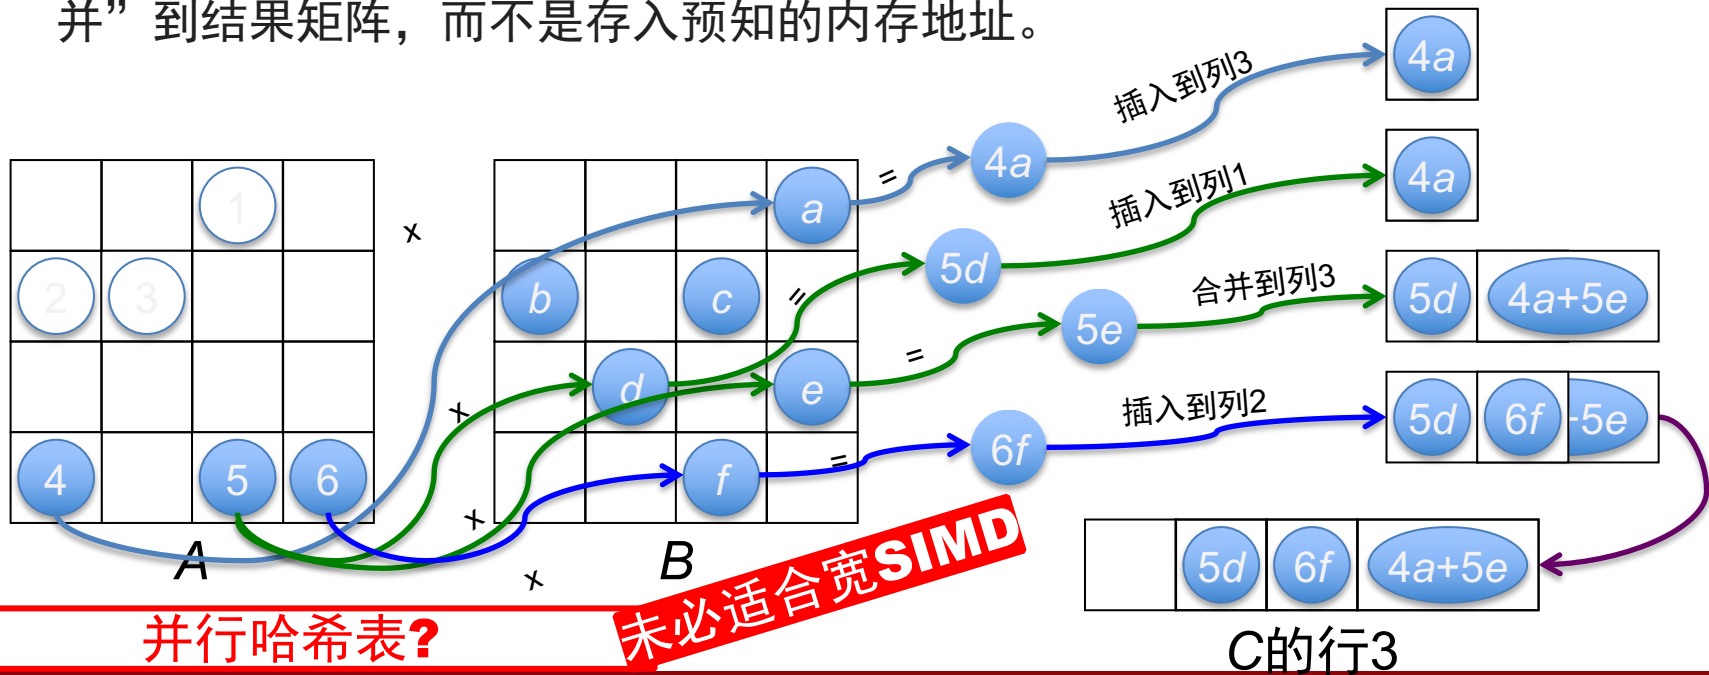 并”到结果矩阵，而不是存入预知的内存地址。
插入到列3
4a
4a
1
x
a
=
4a
插入到列1
5d
2
3
b
c
=
合并到列3
5d
4a+5e
5e
=
d
e
x
插入到列2
5d
6f
-5e
4
5
6
f
=
6f
x
A
B
x
未必适合宽SIMD
5d
6f
4a+5e
并行哈希表?
C的行3